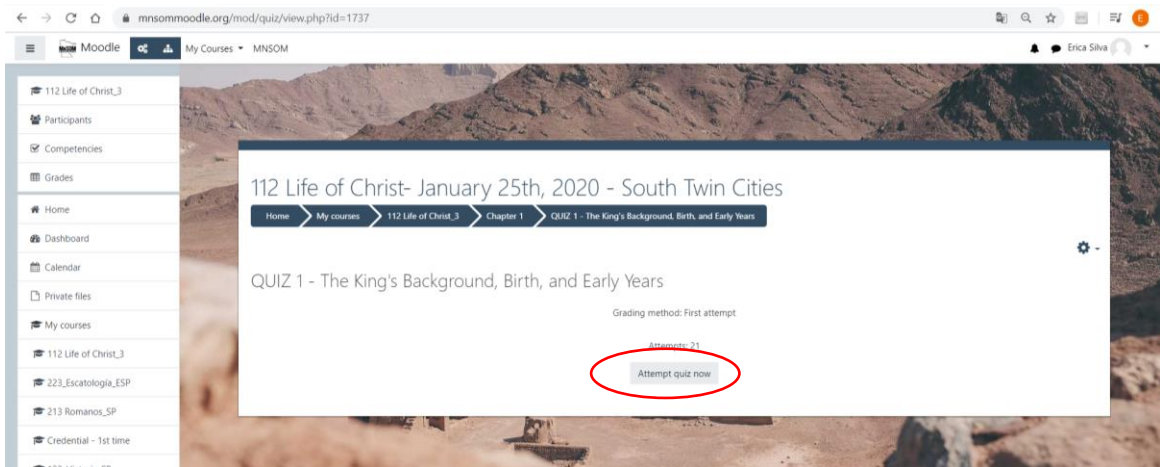 mnsommoodle.org/mod/quiz/view.php?id=1737
E
MNSOM Moodle My Courses MNSOM Erica Silva
112 Life of Christ_3
Participants
Competencies
Grades
Home
Dashboard
Calendar
Private files
My courses
112 Life of Christ_3
223_Escatología_ESP
213 Romanos_SP
Credential - 1st time
112 Life of Christ- January 25th, 2020 - South Twin Cities
Home My courses 112 Life of Christ_3 Chapter 1 QUIZ 1 - The King's Background, Birth, and Early Years
QUIZ 1 - The King's Background, Birth, and Early Years
Grading method: First attempt
Attempts: 21
Attempt quiz now